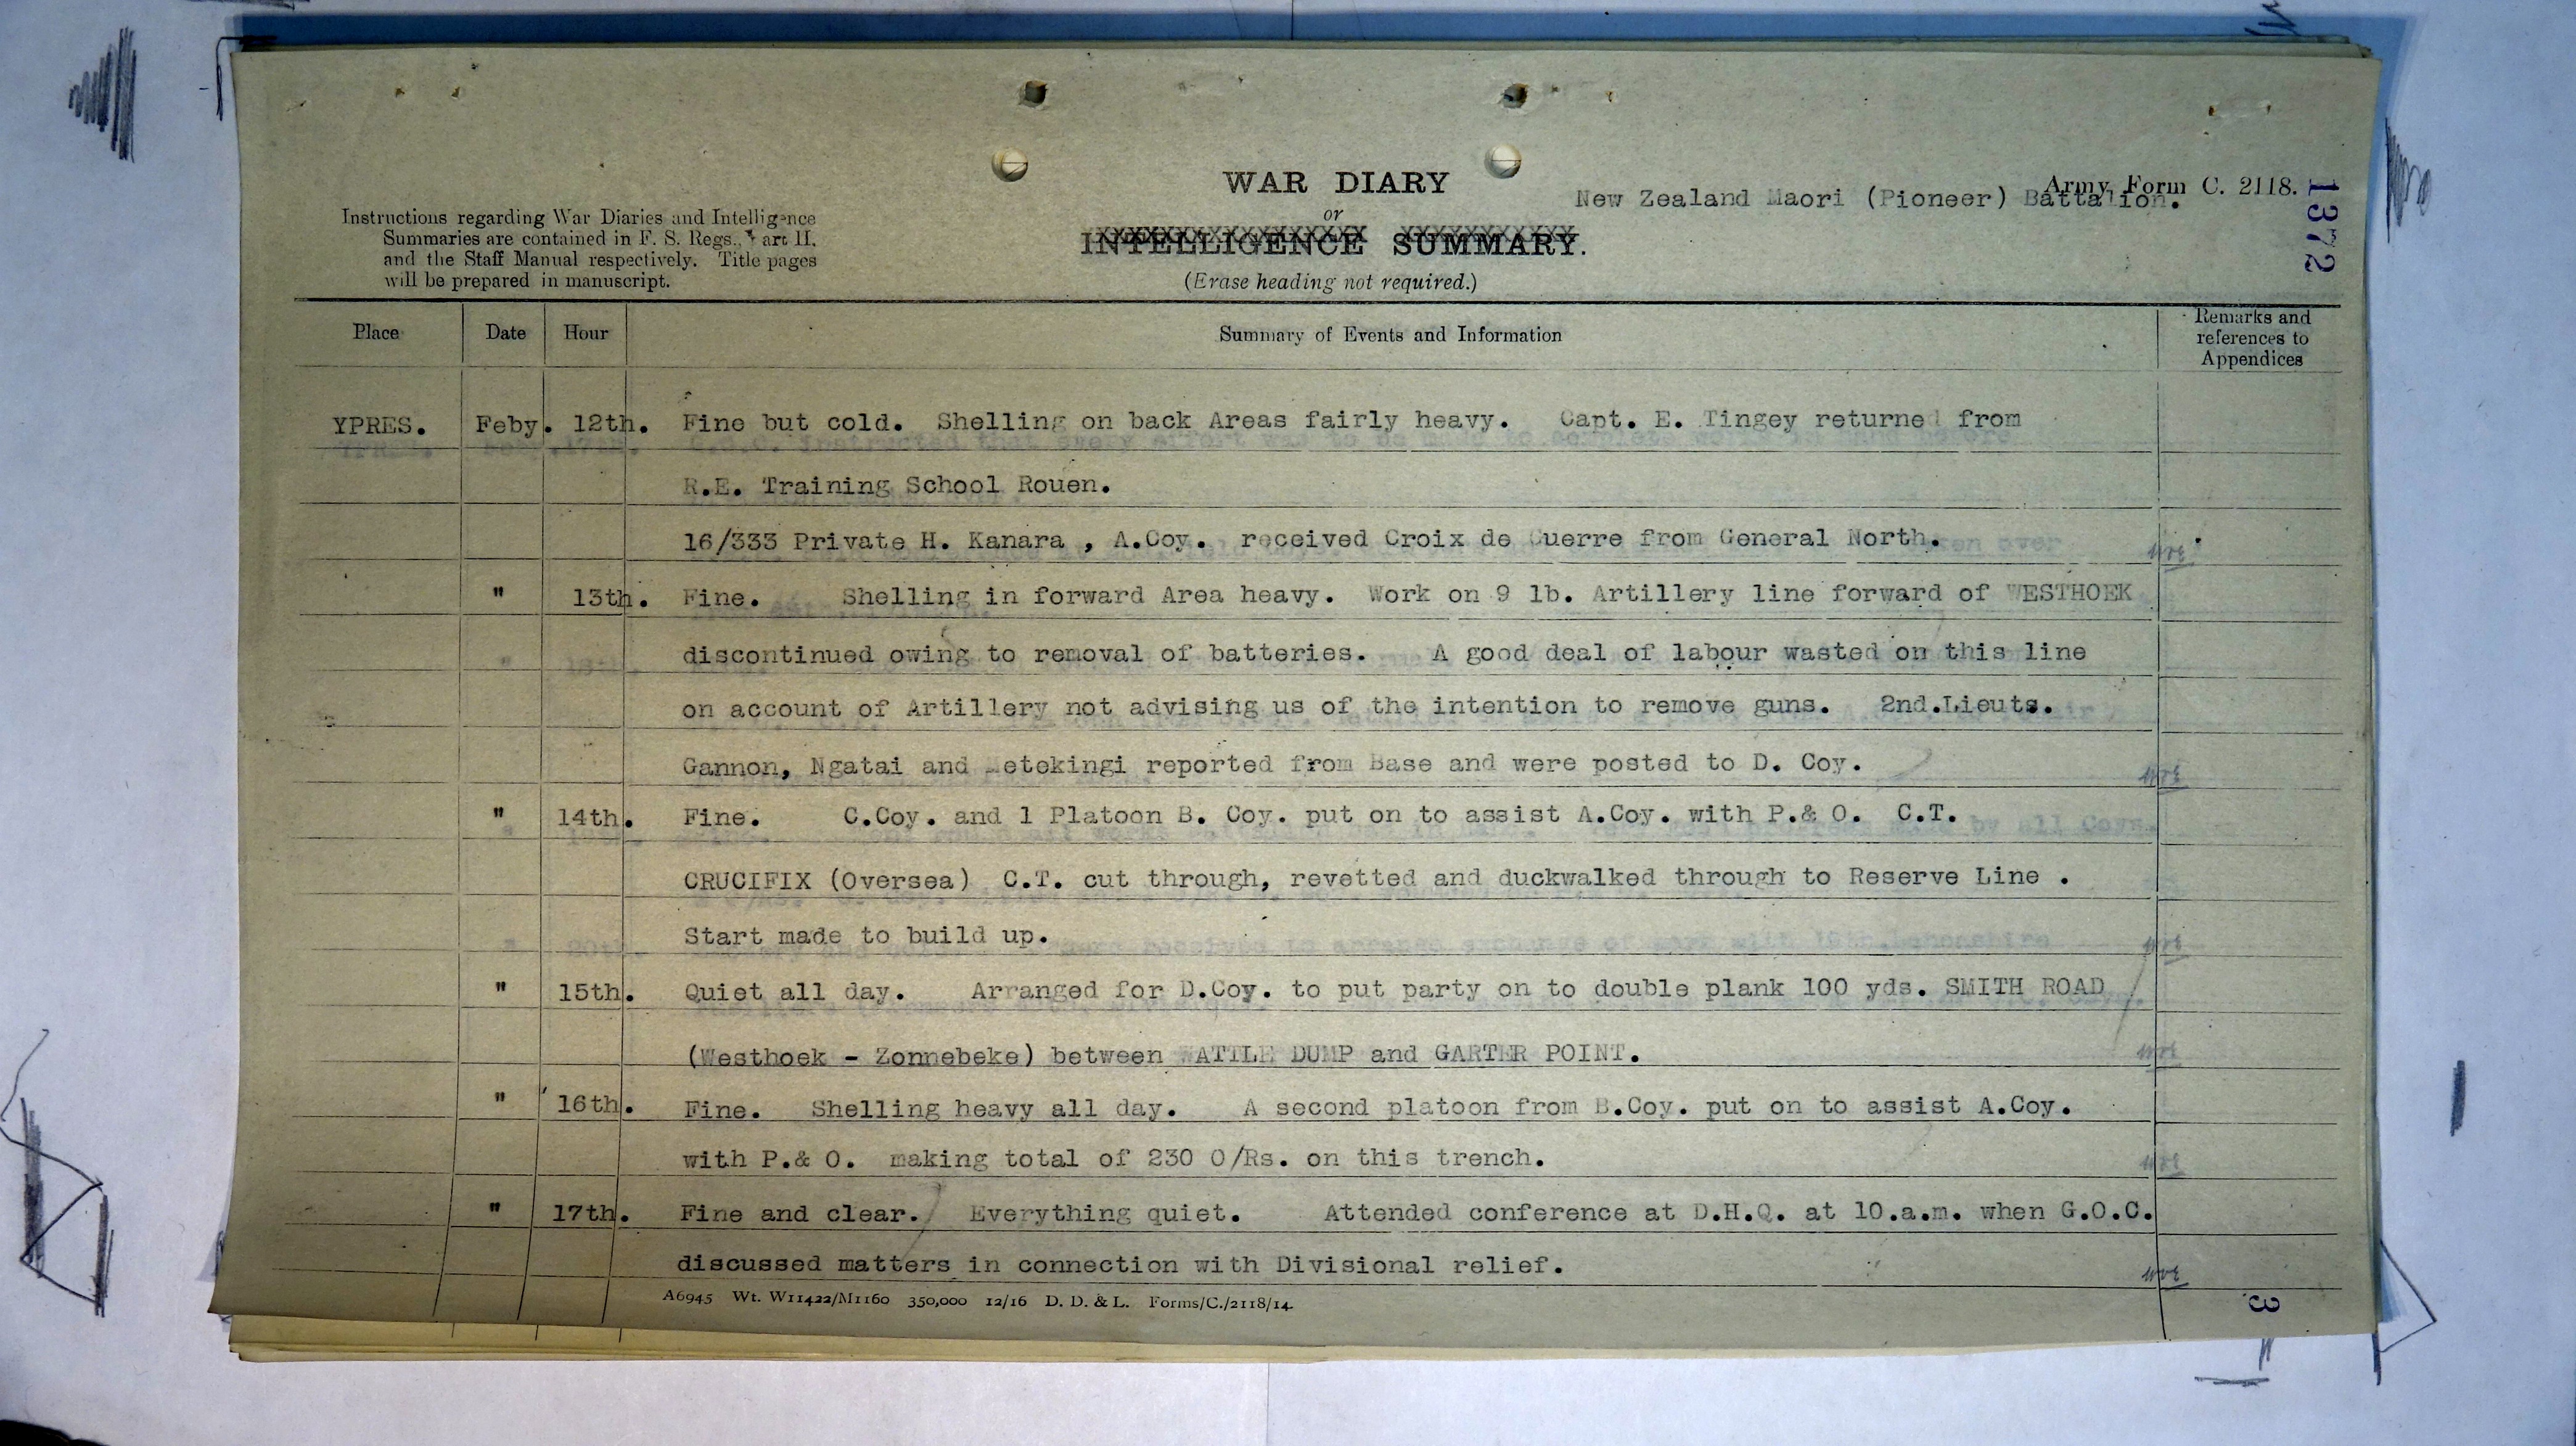 WAR DIARY
or
INTELLIGENCE SUMMARY.
(Erase heading not required.)
New Zealand Maori (Pioneer) Battalion.
Army Form C. 2118.
1372
Instructions regarding War Diaries and Intelligence
Summaries are contained in F. S. Regs., Part II.
and the Staff Manual respectively. Title pages
will be prepared in manuscript.
Place Date Hour Summary of Events and Information Remarks and references to Appendices
YPRES. Feby. 12th. Fine but cold. Shelling on back Areas fairly heavy. Capt. E. Tingey returned from
R.E. Training School Rouen.
16/333 Private H. Kanara , A.Coy. received Croix de Guerre from General North.
" 13th. Fine. Shelling in forward Area heavy. Work on 9 lb. Artillery line forward of WESTHOEK
discontinued owing to removal of batteries. A good deal of labour wasted on this line
on account of Artillery not advising us of the intention to remove guns. 2nd.Lieuts.
Gannon, Ngatai and Metekingi reported from Base and were posted to D. Coy.
" 14th. Fine. C.Coy. and 1 Platoon B. Coy. put on to assist A.Coy. with P.& O. C.T.
CRUCIFIX (Oversea) C.T. cut through, revetted and duckwalked through to Reserve Line .
Start made to build up.
" 15th. Quiet all day. Arranged for D.Coy. to put party on to double plank 100 yds. SMITH ROAD
(Westhoek - Zonnebeke) between WATTLE DUMP and GARTER POINT.
" 16th. Fine. Shelling heavy all day. A second platoon from B.Coy. put on to assist A.Coy.
with P.& O. making total of 230 O/Rs. on this trench.
" 17th. Fine and clear. Everything quiet. Attended conference at D.H.Q. at 10.a.m. when G.O.C.
discussed matters in connection with Divisional relief.
A6945 Wt. W11422/M1160 350,000 12/16 D. D. & L. Forms/C./2118/14.
3